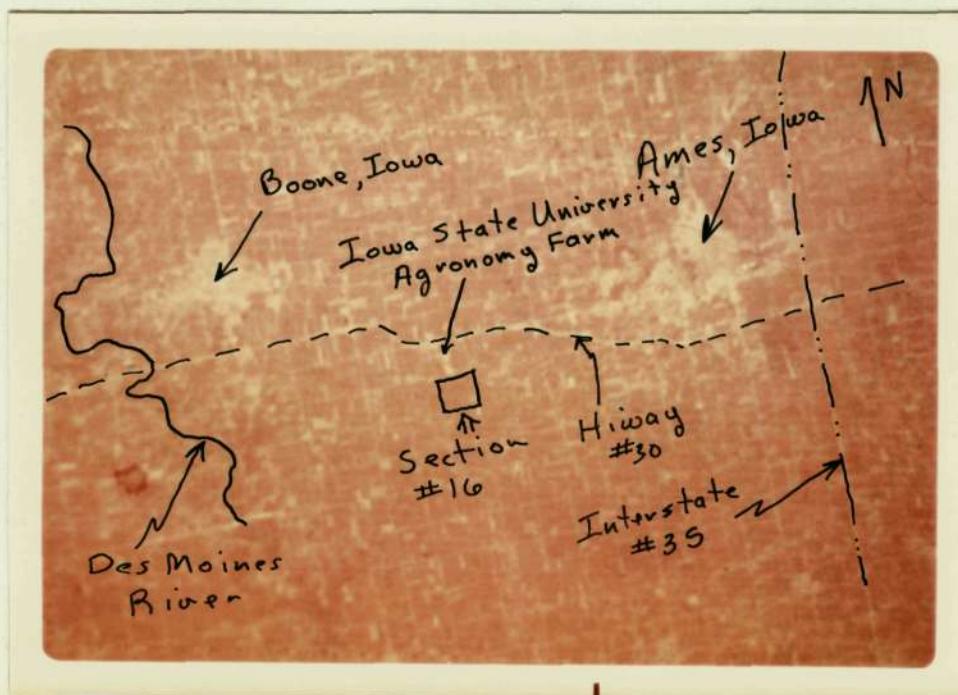 N
Ames, Iowa
Boone, Iowa
Iowa State University
Agronomy Farm
Section
#16
Hiway
#30
Interstate
#35
Des Moines
River